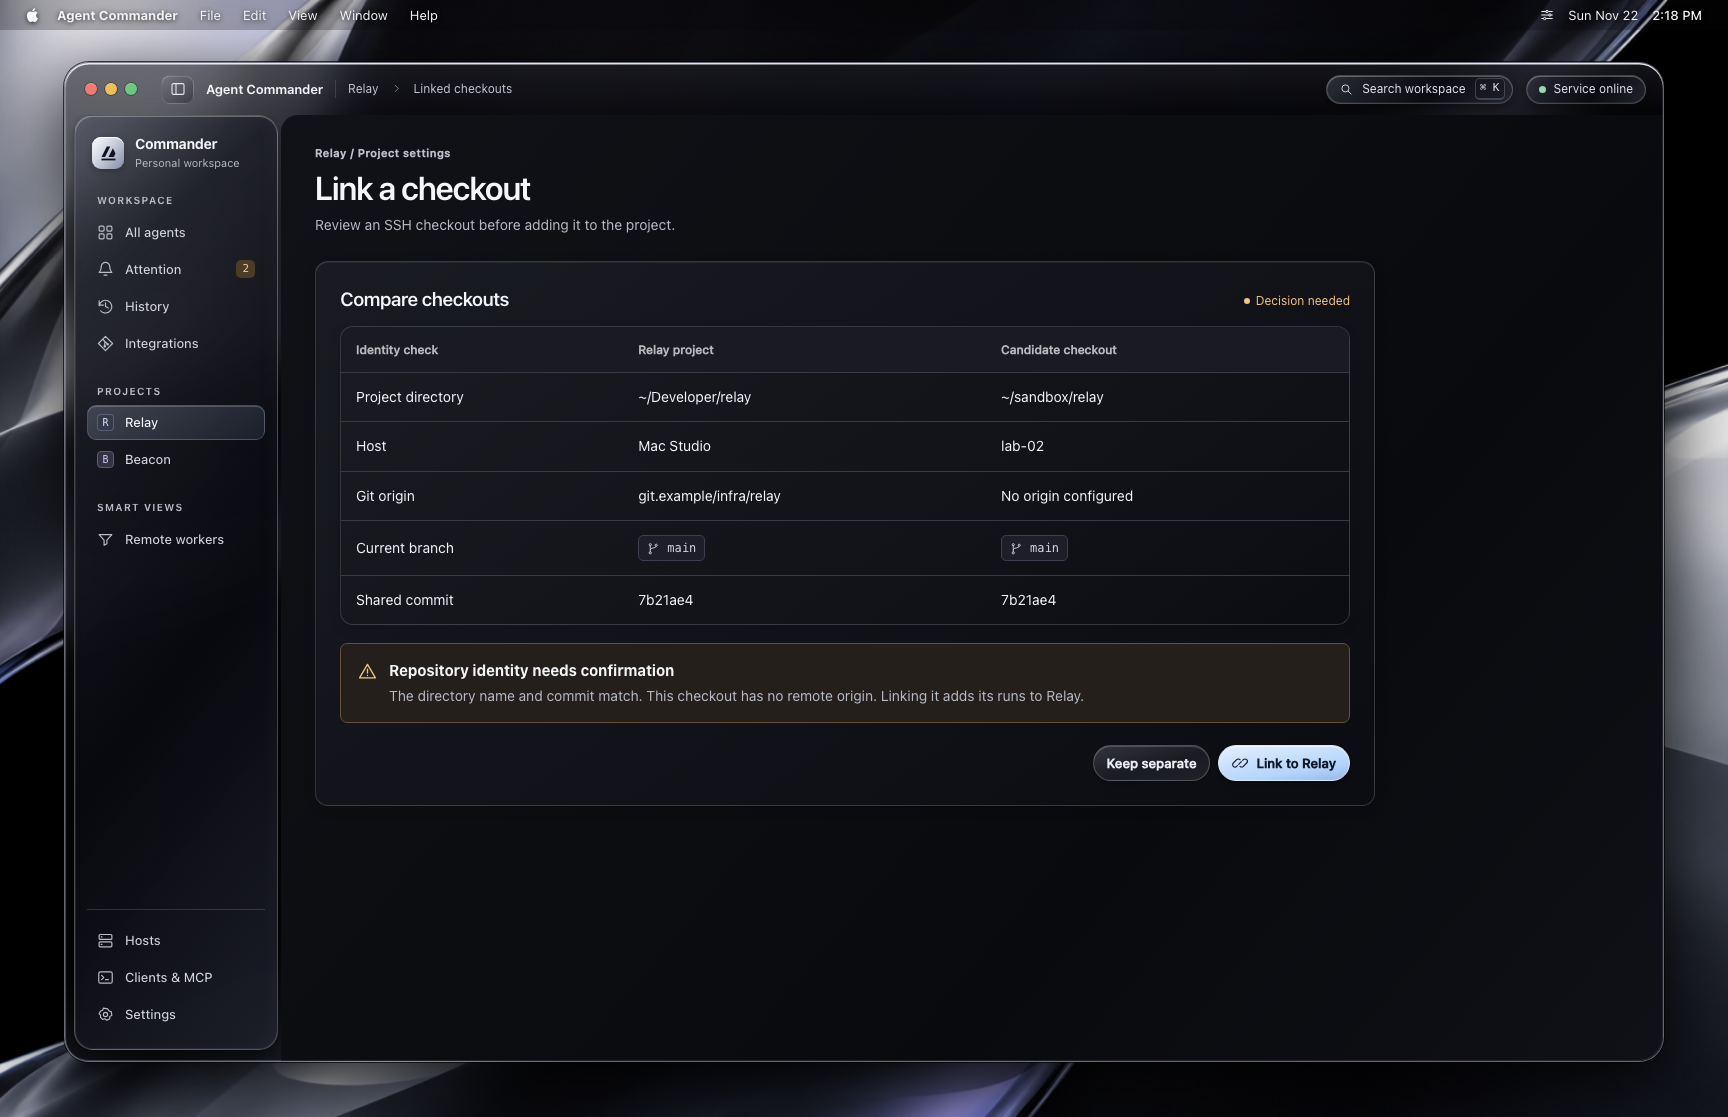 Agent Commander File Edit View Window Help Sun Nov 22 2:18 PM
Agent Commander Relay Linked checkouts Search workspace ⌘ K Service online
Commander
Personal workspace
WORKSPACE
All agents
Attention 2
History
Integrations
PROJECTS
R Relay
B Beacon
SMART VIEWS
Remote workers
Hosts
Clients & MCP
Settings
Relay / Project settings
Link a checkout
Review an SSH checkout before adding it to the project.
Compare checkouts Decision needed
Identity check Relay project Candidate checkout
Project directory ~/Developer/relay ~/sandbox/relay
Host Mac Studio lab-02
Git origin git.example/infra/relay No origin configured
Current branch main main
Shared commit 7b21ae4 7b21ae4
Repository identity needs confirmation
The directory name and commit match. This checkout has no remote origin. Linking it adds its runs to Relay.
Keep separate Link to Relay